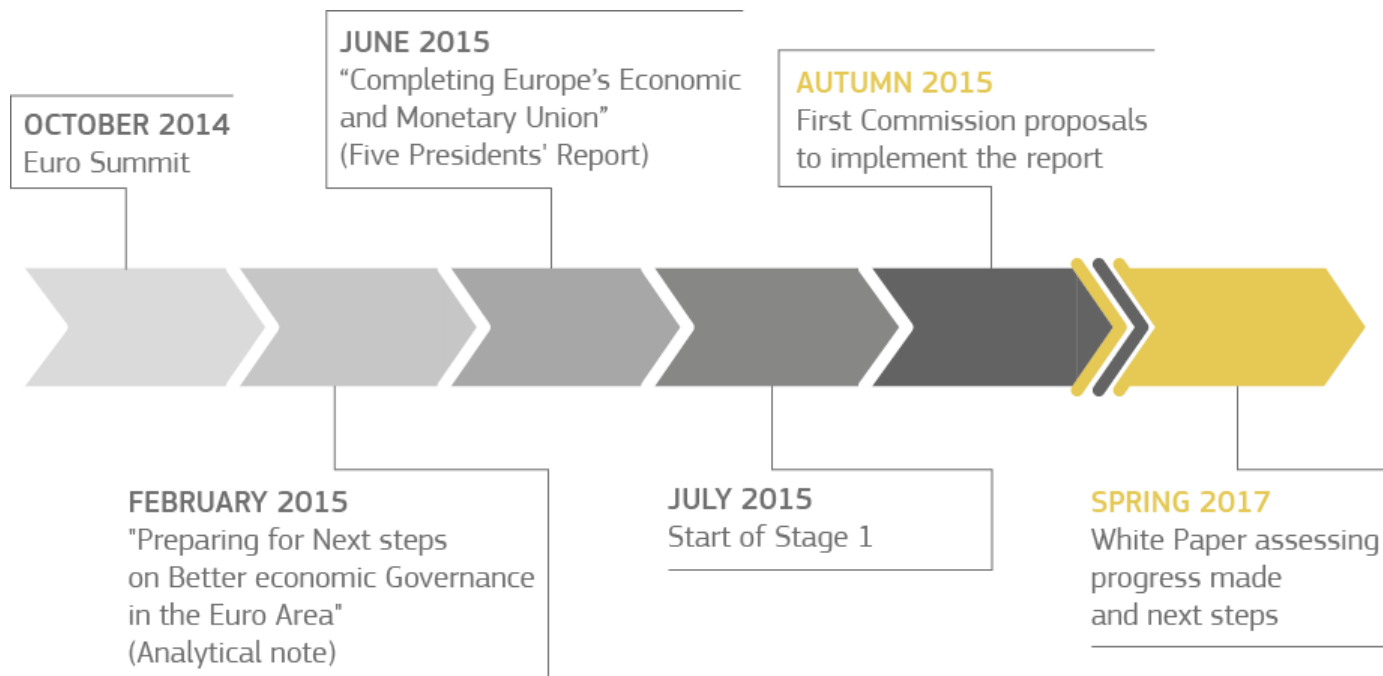 OCTOBER 2014
Euro Summit
FEBRUARY 2015
"Preparing for Next steps
on Better economic Governance
in the Euro Area"
(Analytical note)
JUNE 2015
“Completing Europe's Economic
and Monetary Union”
(Five Presidents' Report)
JULY 2015
Start of Stage 1
AUTUMN 2015
First Commission proposals
to implement the report
SPRING 2017
White Paper assessing
progress made
and next steps